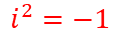 i² = −1